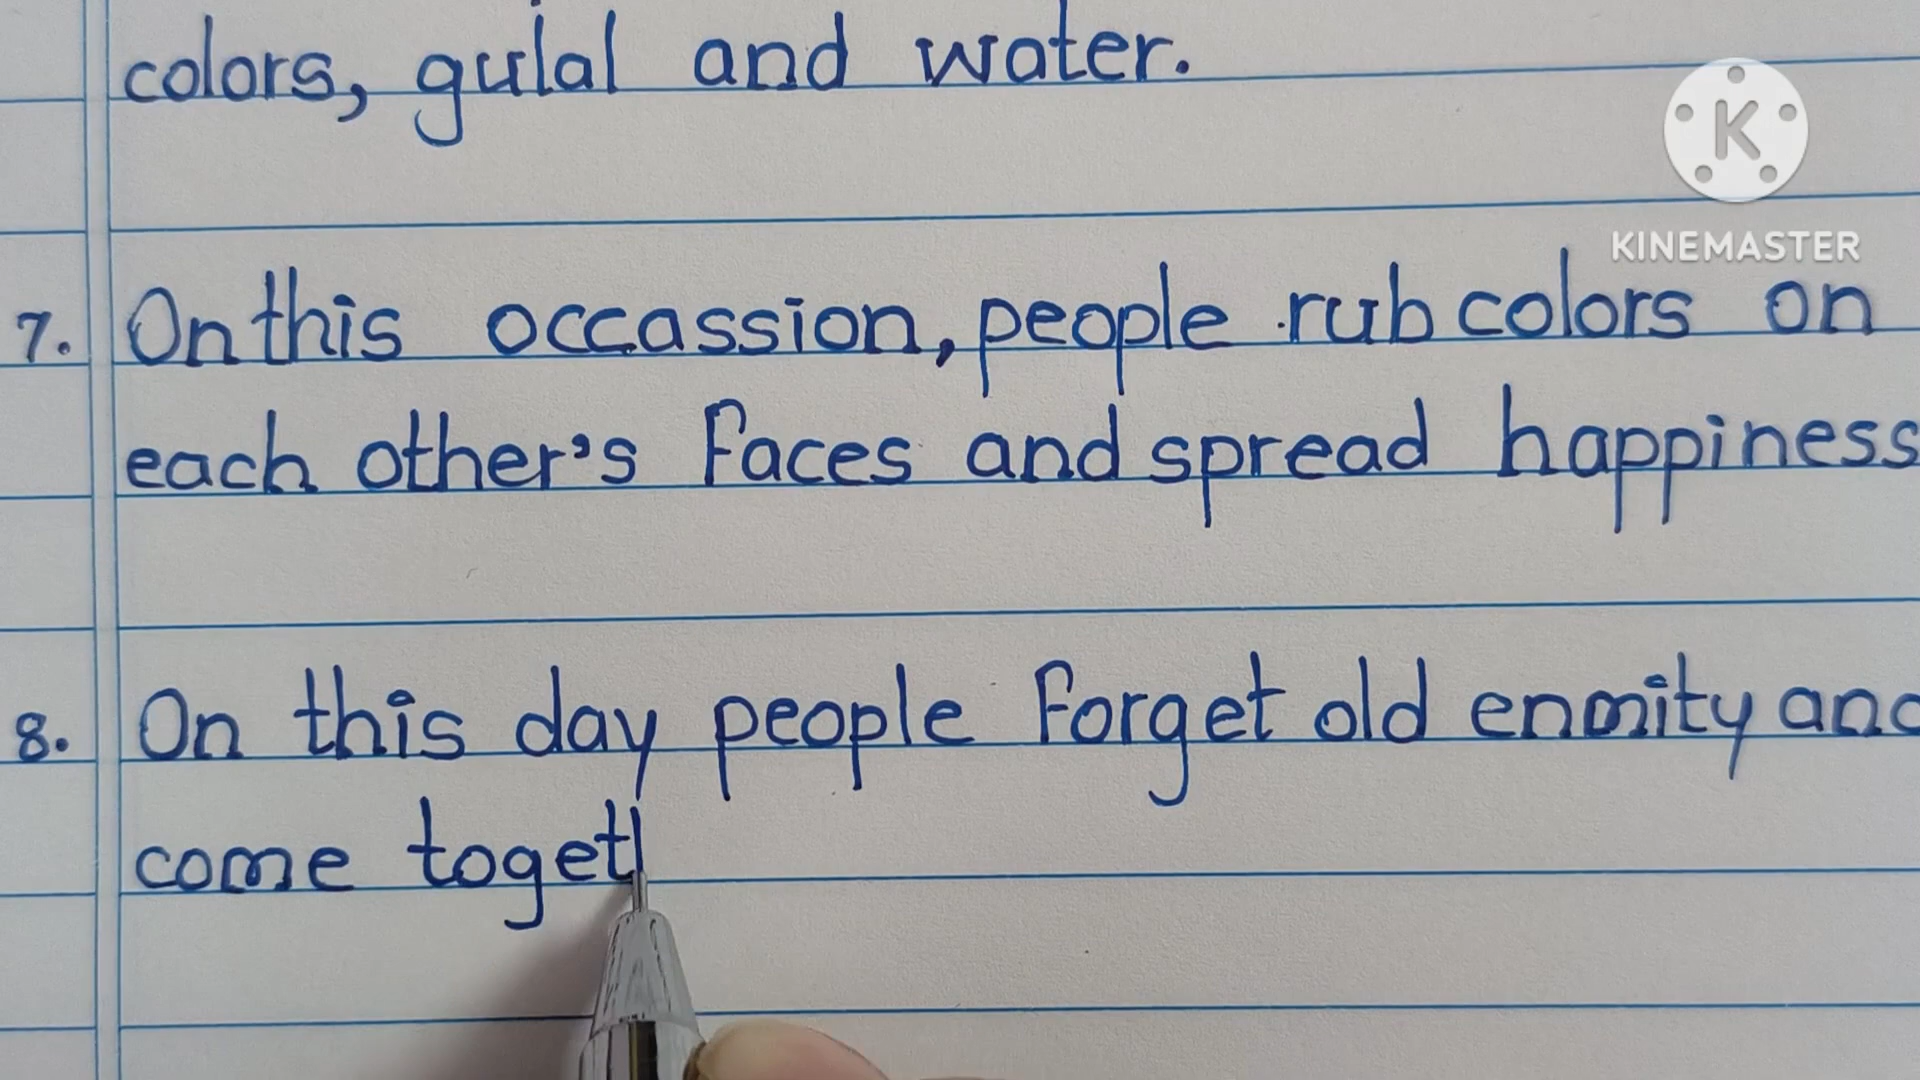 colors, gulal and water.
KINEMASTER
7. On this occassion, people rub colors on
each other's faces and spread happiness
8. On this day people forget old enmity and
come togeth